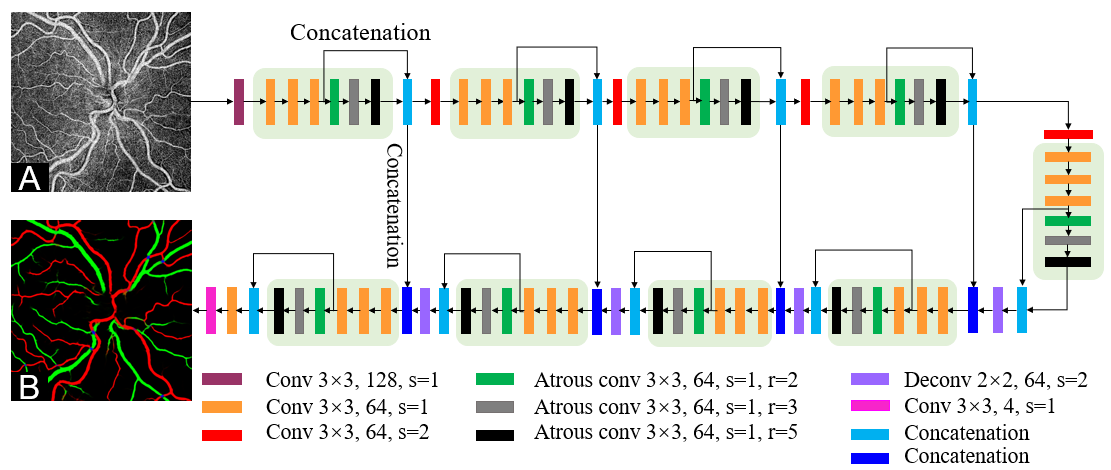 Concatenation
A
Concatenation
B
Conv 3×3, 128, s=1
Conv 3×3, 64, s=1
Conv 3×3, 64, s=2
Atrous conv 3×3, 64, s=1, r=2
Atrous conv 3×3, 64, s=1, r=3
Atrous conv 3×3, 64, s=1, r=5
Deconv 2×2, 64, s=2
Conv 3×3, 4, s=1
Concatenation
Concatenation